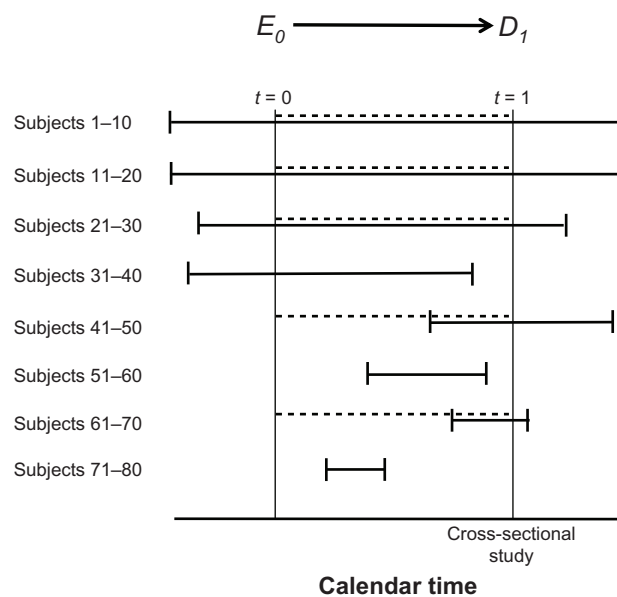 E0 D1
t = 0 t = 1
Subjects 1–10
Subjects 11–20
Subjects 21–30
Subjects 31–40
Subjects 41–50
Subjects 51–60
Subjects 61–70
Subjects 71–80
Cross-sectional
study
Calendar time